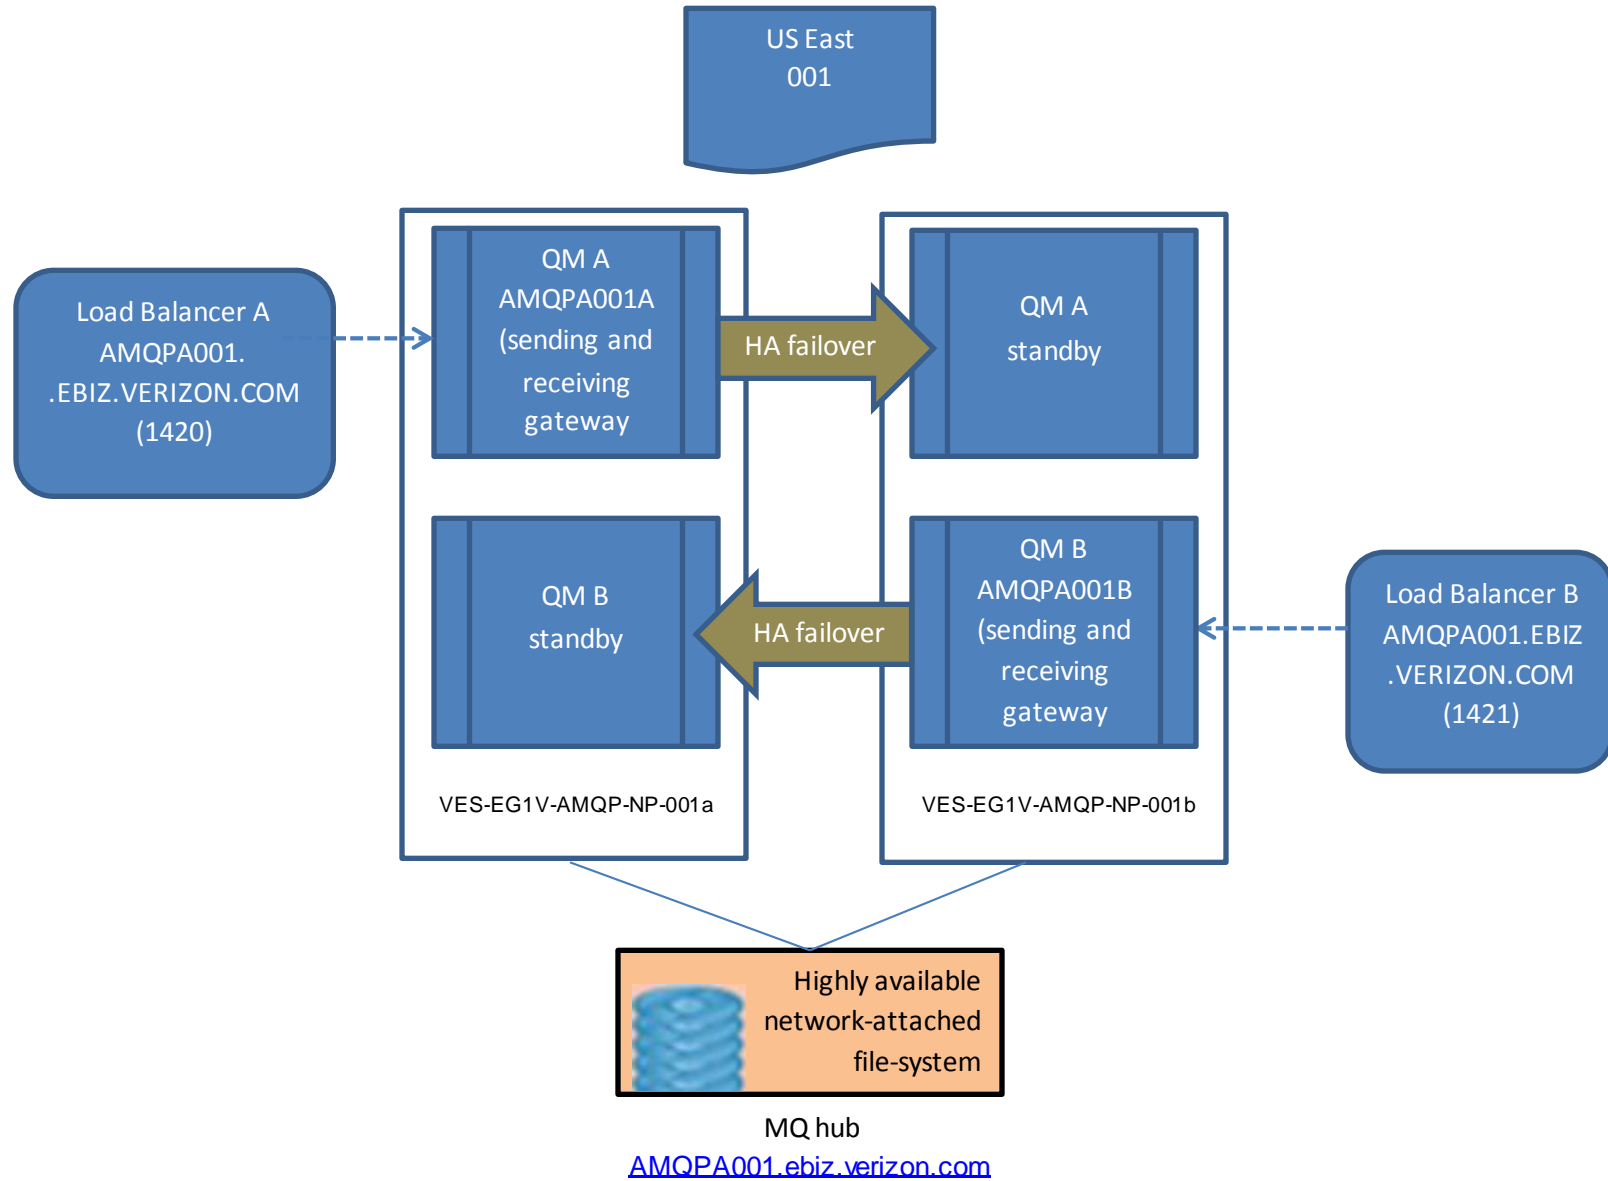 US East
001
Load Balancer A
AMQPA001.
.EBIZ.VERIZON.COM
(1420)
QM A
AMQPA001A
(sending and
receiving
gateway
HA failover
QM A
standby
QM B
standby
HA failover
QM B
AMQPA001B
(sending and
receiving
gateway
Load Balancer B
AMQPA001.EBIZ
.VERIZON.COM
(1421)
VES-EG1V-AMQP-NP-001a
VES-EG1V-AMQP-NP-001b
Highly available
network-attached
file-system
MQ hub
AMQPA001.ebiz.verizon.com